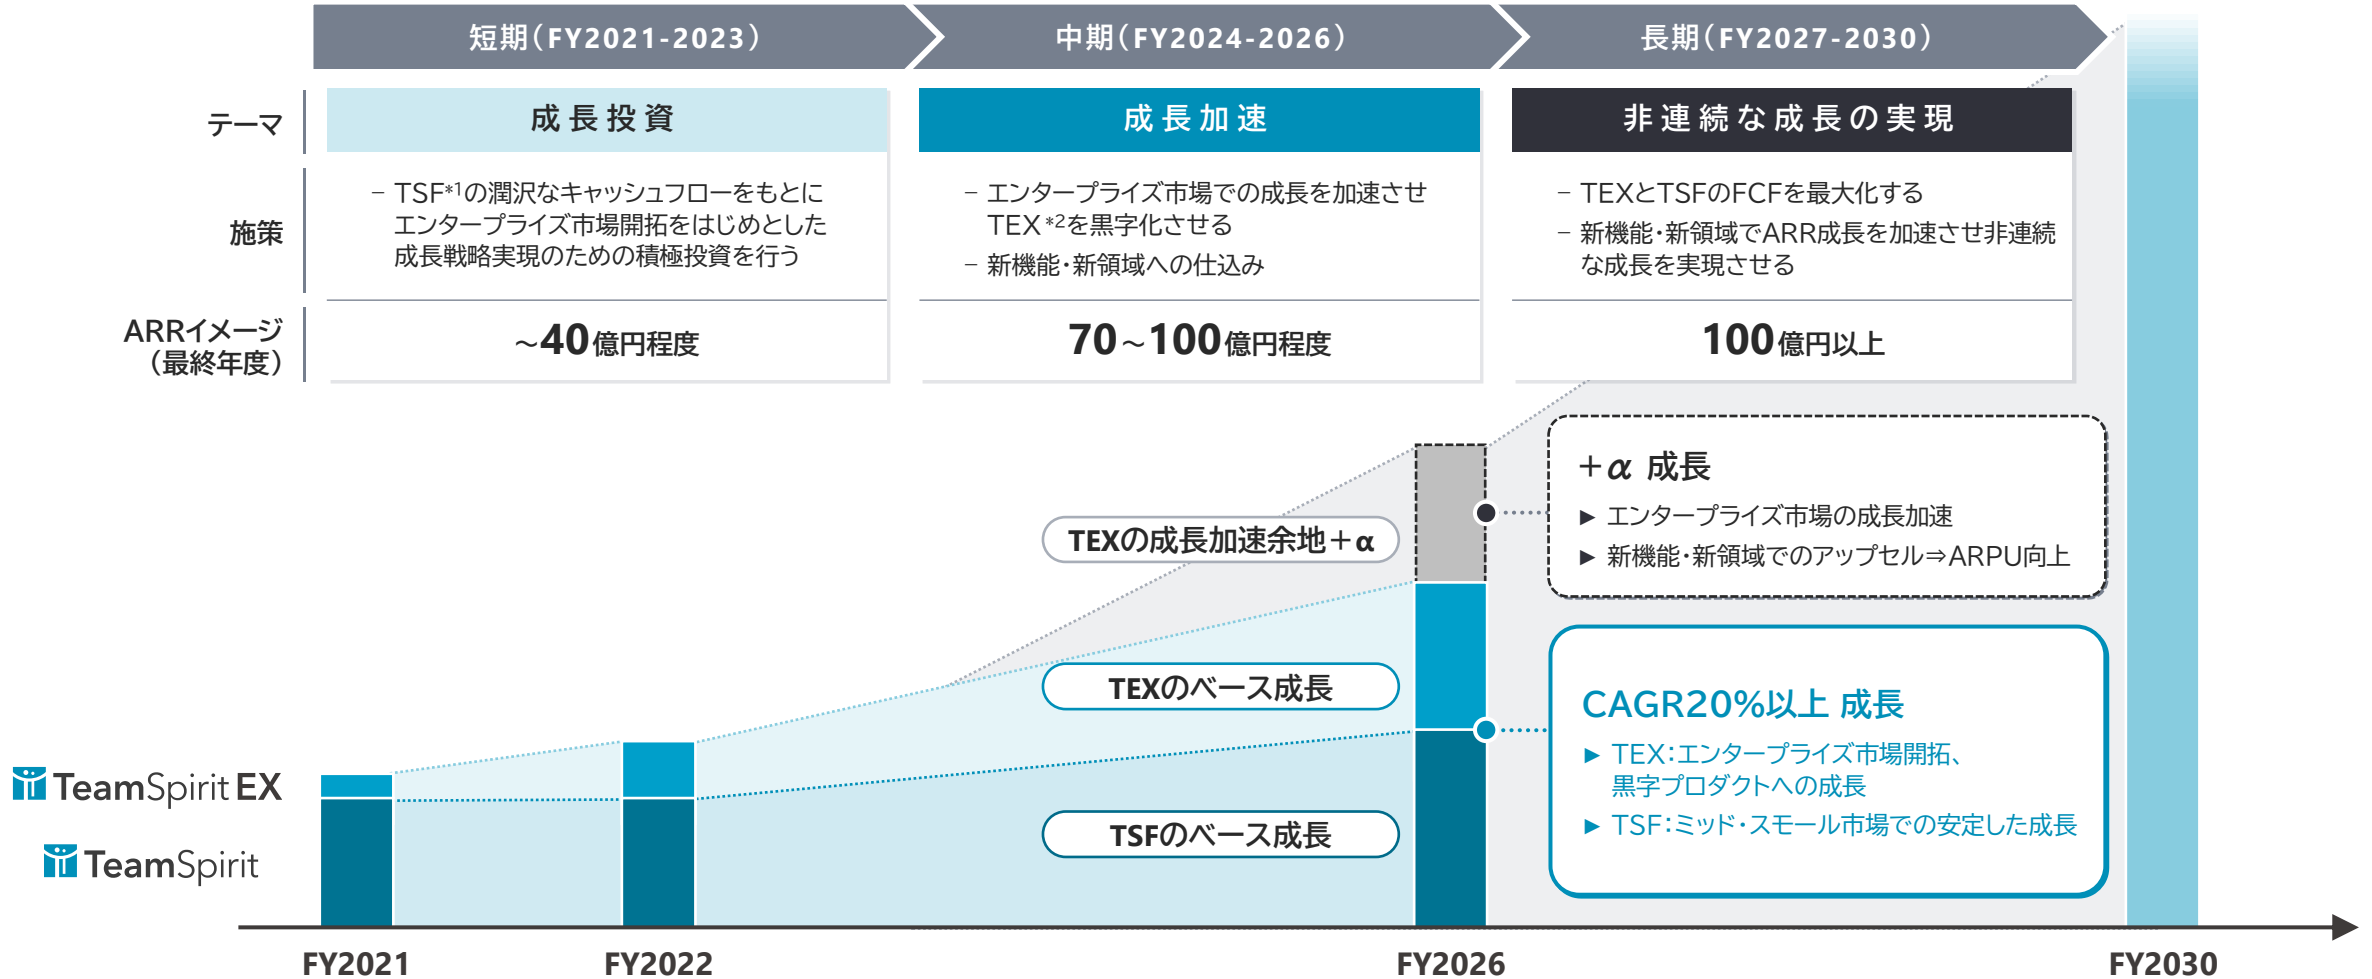 短期（FY2021-2023）
中期（FY2024-2026）
長期（FY2027-2030）
テーマ
成長投資
成長加速
非連続な成長の実現
施策
– TSF*1の潤沢なキャッシュフローをもとに
エンタープライズ市場開拓をはじめとした
成長戦略実現のための積極投資を行う
– エンタープライズ市場での成長を加速させ
TEX*2を黒字化させる
– 新機能・新領域への仕込み
– TEXとTSFのFCFを最大化する
– 新機能・新領域でARR成長を加速させ非連続
な成長を実現させる
ARRイメージ
（最終年度）
～40億円程度
70～100億円程度
100億円以上
TEXの成長加速余地＋α
TEXのベース成長
TSFのベース成長
＋α 成長
► エンタープライズ市場の成長加速
► 新機能・新領域でのアップセル⇒ARPU向上
CAGR20%以上 成長
► TEX：エンタープライズ市場開拓、
黒字プロダクトへの成長
► TSF：ミッド・スモール市場での安定した成長
TeamSpirit EX
TeamSpirit
FY2021
FY2022
FY2026
FY2030